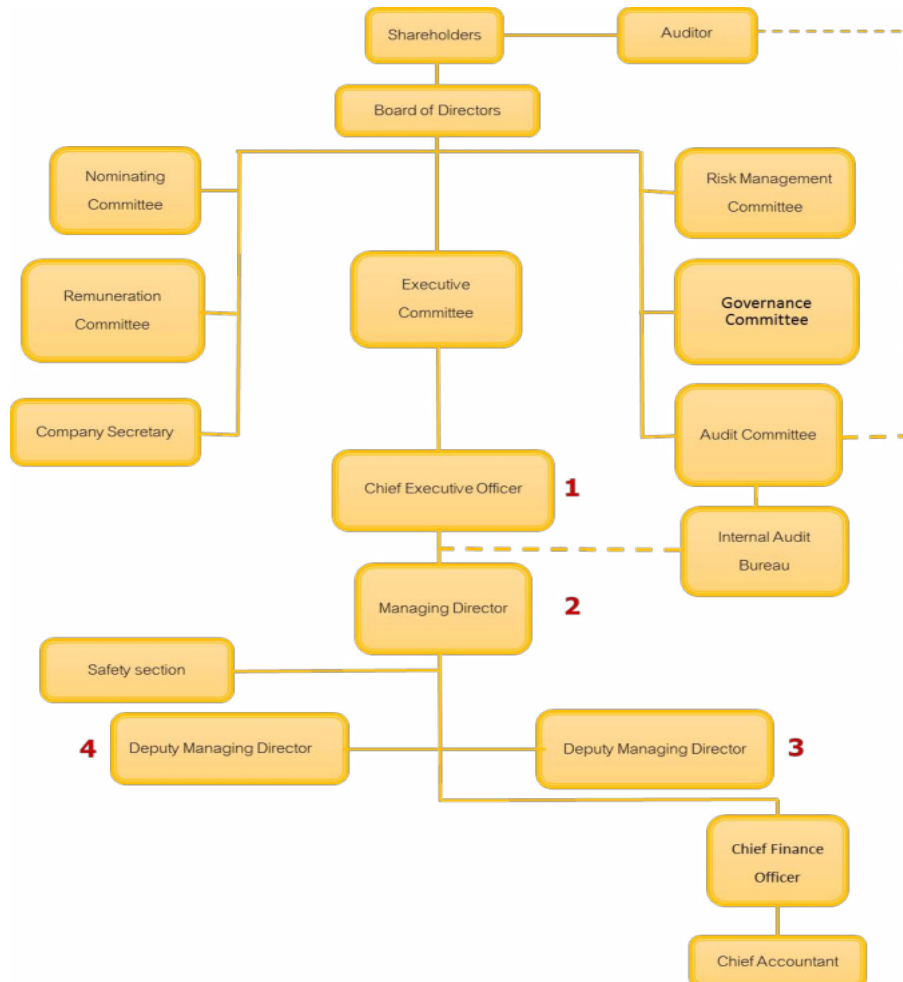 Shareholders
Auditor
Board of Directors
Nominating
Committee
Risk Management
Committee
Remuneration
Committee
Executive
Committee
Governance
Committee
Company Secretary
Audit Committee
Chief Executive Officer
1
Internal Audit
Bureau
Managing Director
2
Safety section
4
Deputy Managing Director
Deputy Managing Director
3
Chief Finance
Officer
Chief Accountant